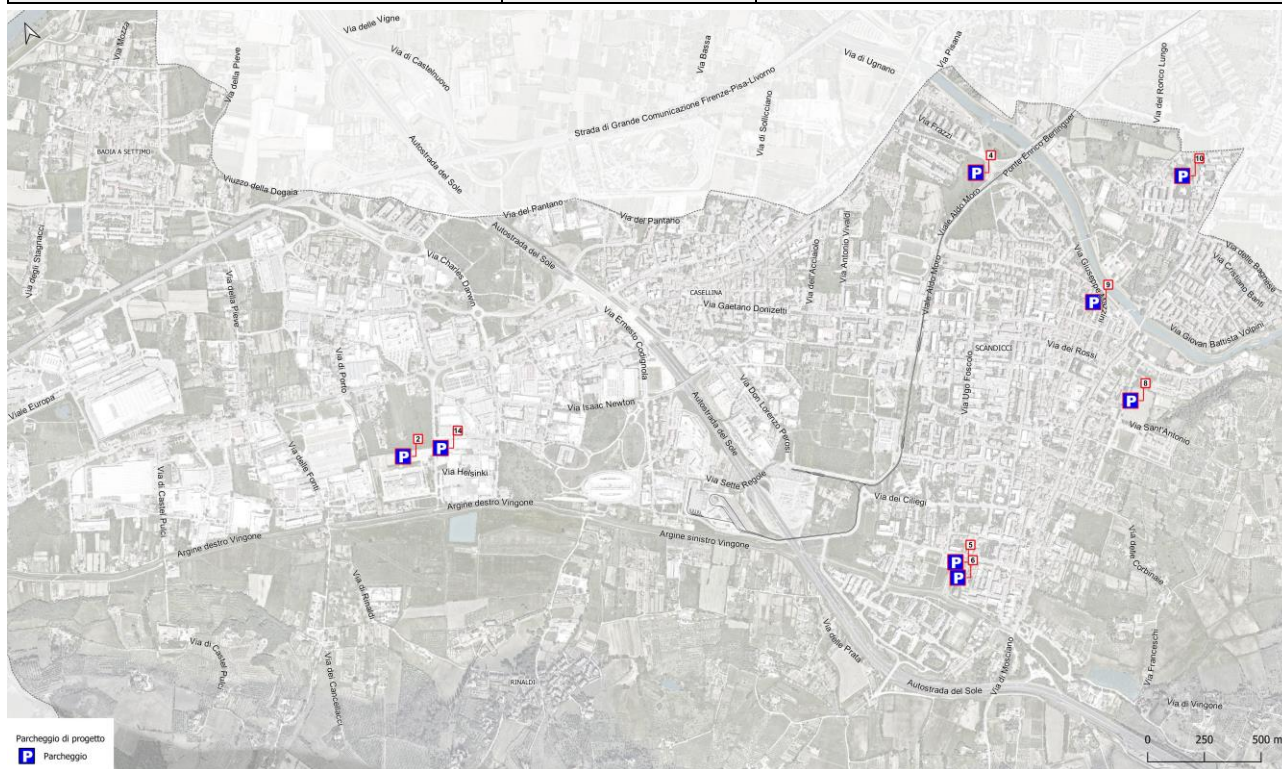 Via delle Vigne
Via Mozza
Via della Pieve
Via di Castelnuovo
Via Bassa
Via di Ugnano
Via Pisana
Via del Ronco Lungo
Strada di Grande Comunicazione Firenze-Pisa-Livorno
Via di Sollicciano
Via Frazzi
Ponte Enrico Berlinguer
BADIA A SETTIMO
Autostrada del Sole
4
P
10
P
Viuzzo della Dogaia
Via del Pantano
Via del Pantano
Viale Aldo Moro
Via degli Stagnacci
Autostrada del Sole
Via Antonio Vivaldi
Via dell'Acciaiolo
Via Charles Darwin
Via della Pieve
Via delle Bagnese
Via Cristiano Banti
Via Giuseppe Mazzini
CASELLINA
Via Gaetano Donizetti
Viale Aldo Moro
9
P
Via Ernesto Codignola
Via Giovan Battista Volpini
Via di Porto
SCANDICCI
Via dei Rossi
Via Ugo Foscolo
Viale Europa
Via Isaac Newton
Autostrada del Sole
Via Don Lorenzo Perosi
8
P
Via Sant'Antonio
2
P
14
P
Via delle Fonti
Via Helsinki
Via di Castel Pulci
Via Sette Regole
Via dei Ciliegi
Argine destro Vingone
Argine destro Vingone
Argine sinistro Vingone
5
P
6
P
Via delle Corbinaie
Via di Rinaldi
Via di Castel Pulci
Via dei Cancellacci
RINALDI
Via delle Prata
Autostrada del Sole
Via di Mosciano
Via Franceschi
Via di Vingone
Parcheggio di progetto
P Parcheggio
0 250 500 m